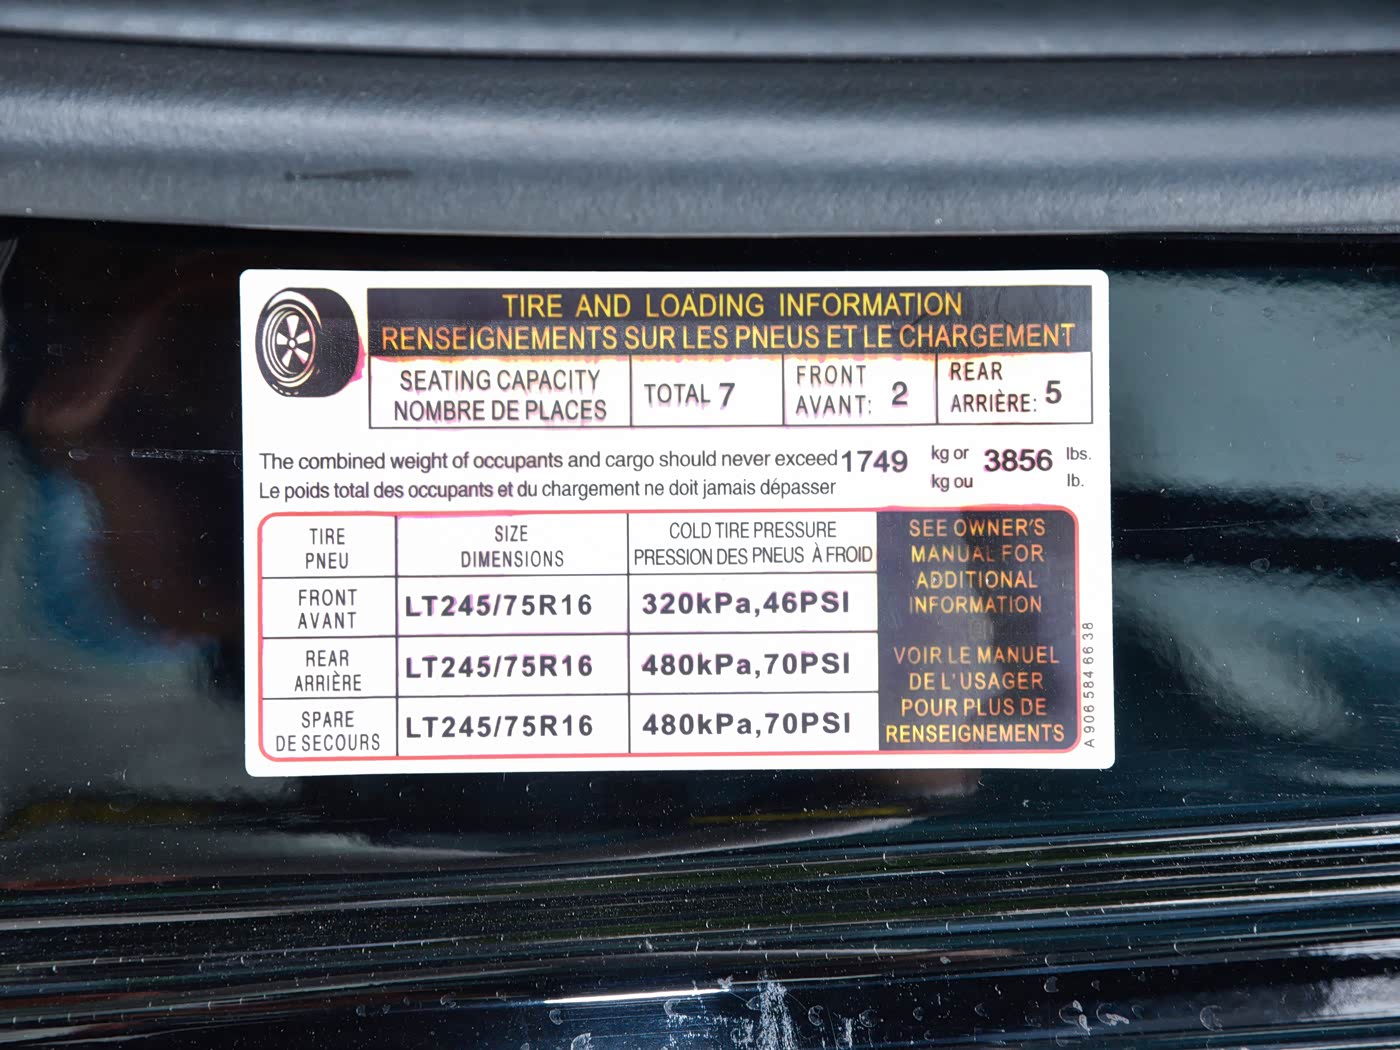 TIRE AND LOADING INFORMATION
RENSEIGNEMENTS SUR LES PNEUS ET LE CHARGEMENT
SEATING CAPACITY
NOMBRE DE PLACES
TOTAL 7
FRONT
AVANT: 2
REAR
ARRIÈRE: 5
The combined weight of occupants and cargo should never exceed 1749 kg or 3856 lbs.
Le poids total des occupants et du chargement ne doit jamais dépasser kg ou lb.
TIRE
PNEU
SIZE
DIMENSIONS
COLD TIRE PRESSURE
PRESSION DES PNEUS À FROID
FRONT
AVANT
LT245/75R16
320kPa,46PSI
REAR
ARRIÈRE
LT245/75R16
480kPa,70PSI
SPARE
DE SECOURS
LT245/75R16
480kPa,70PSI
SEE OWNER'S
MANUAL FOR
ADDITIONAL
INFORMATION
VOIR LE MANUEL
DE L'USAGER
POUR PLUS DE
RENSEIGNEMENTS
A 906 584 66 38